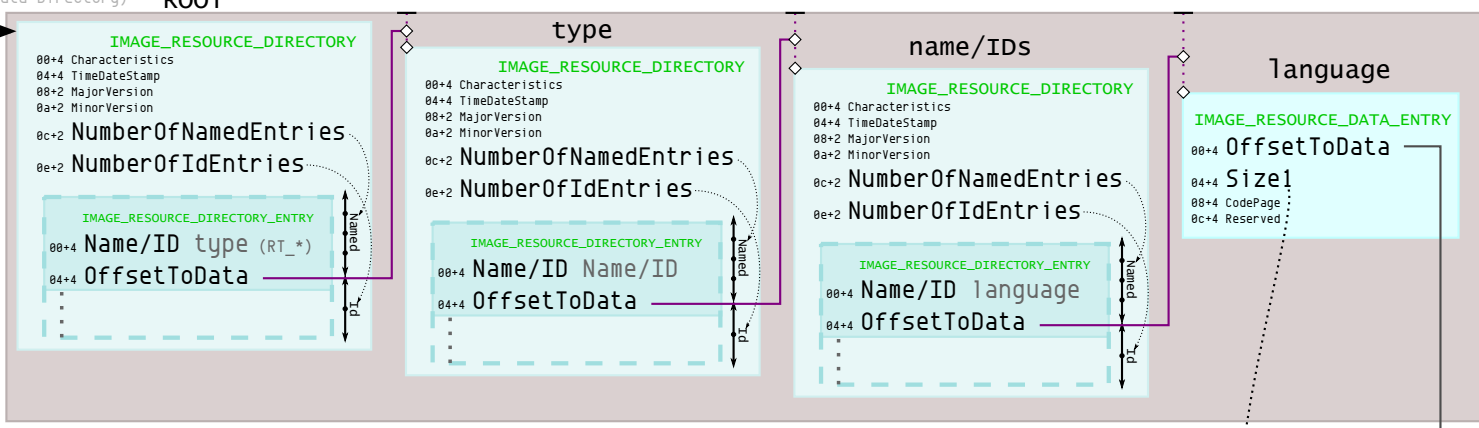 ata Directory)
ROOT
IMAGE_RESOURCE_DIRECTORY
00+4 Characteristics
04+4 TimeDateStamp
08+2 MajorVersion
0a+2 MinorVersion
0c+2 NumberOfNamedEntries
0e+2 NumberOfIdEntries
IMAGE_RESOURCE_DIRECTORY_ENTRY
00+4 Name/ID type (RT_*)
04+4 OffsetToData
Named
Id
type
IMAGE_RESOURCE_DIRECTORY
00+4 Characteristics
04+4 TimeDateStamp
08+2 MajorVersion
0a+2 MinorVersion
0c+2 NumberOfNamedEntries
0e+2 NumberOfIdEntries
IMAGE_RESOURCE_DIRECTORY_ENTRY
00+4 Name/ID Name/ID
04+4 OffsetToData
Named
Id
name/IDs
IMAGE_RESOURCE_DIRECTORY
00+4 Characteristics
04+4 TimeDateStamp
08+2 MajorVersion
0a+2 MinorVersion
0c+2 NumberOfNamedEntries
0e+2 NumberOfIdEntries
IMAGE_RESOURCE_DIRECTORY_ENTRY
00+4 Name/ID language
04+4 OffsetToData
Named
Id
language
IMAGE_RESOURCE_DATA_ENTRY
00+4 OffsetToData
04+4 Size1
08+4 CodePage
0c+4 Reserved